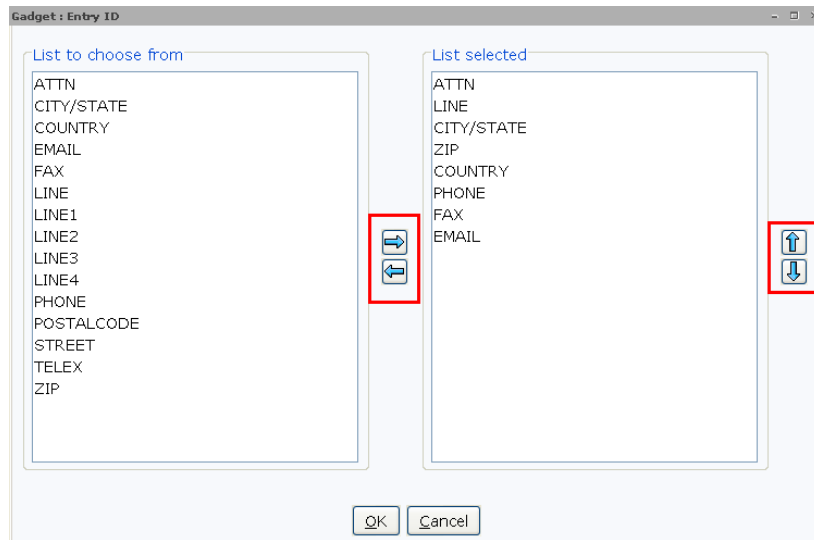 Gadget : Entry ID
List to choose from
ATTN
CITY/STATE
COUNTRY
EMAIL
FAX
LINE
LINE1
LINE2
LINE3
LINE4
PHONE
POSTALCODE
STREET
TELEX
ZIP
List selected
ATTN
LINE
CITY/STATE
ZIP
COUNTRY
PHONE
FAX
EMAIL
OK
Cancel